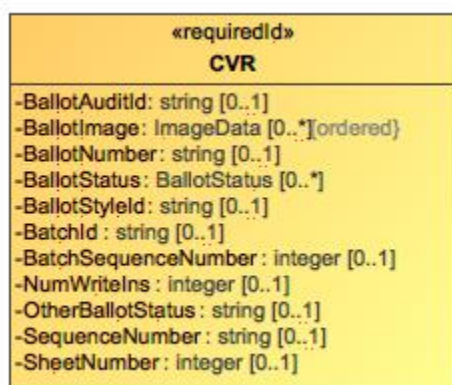 «requiredId»
CVR
-BallotAuditId: string [0..1]
-BallotImage: ImageData [0..*]{ordered}
-BallotNumber: string [0..1]
-BallotStatus: BallotStatus [0..*]
-BallotStyleId: string [0..1]
-BatchId : string [0..1]
-BatchSequenceNumber: integer [0..1]
-NumWriteIns : integer [0..1]
-OtherBallotStatus: string [0..1]
-SequenceNumber: string [0..1]
-SheetNumber: integer [0..1]